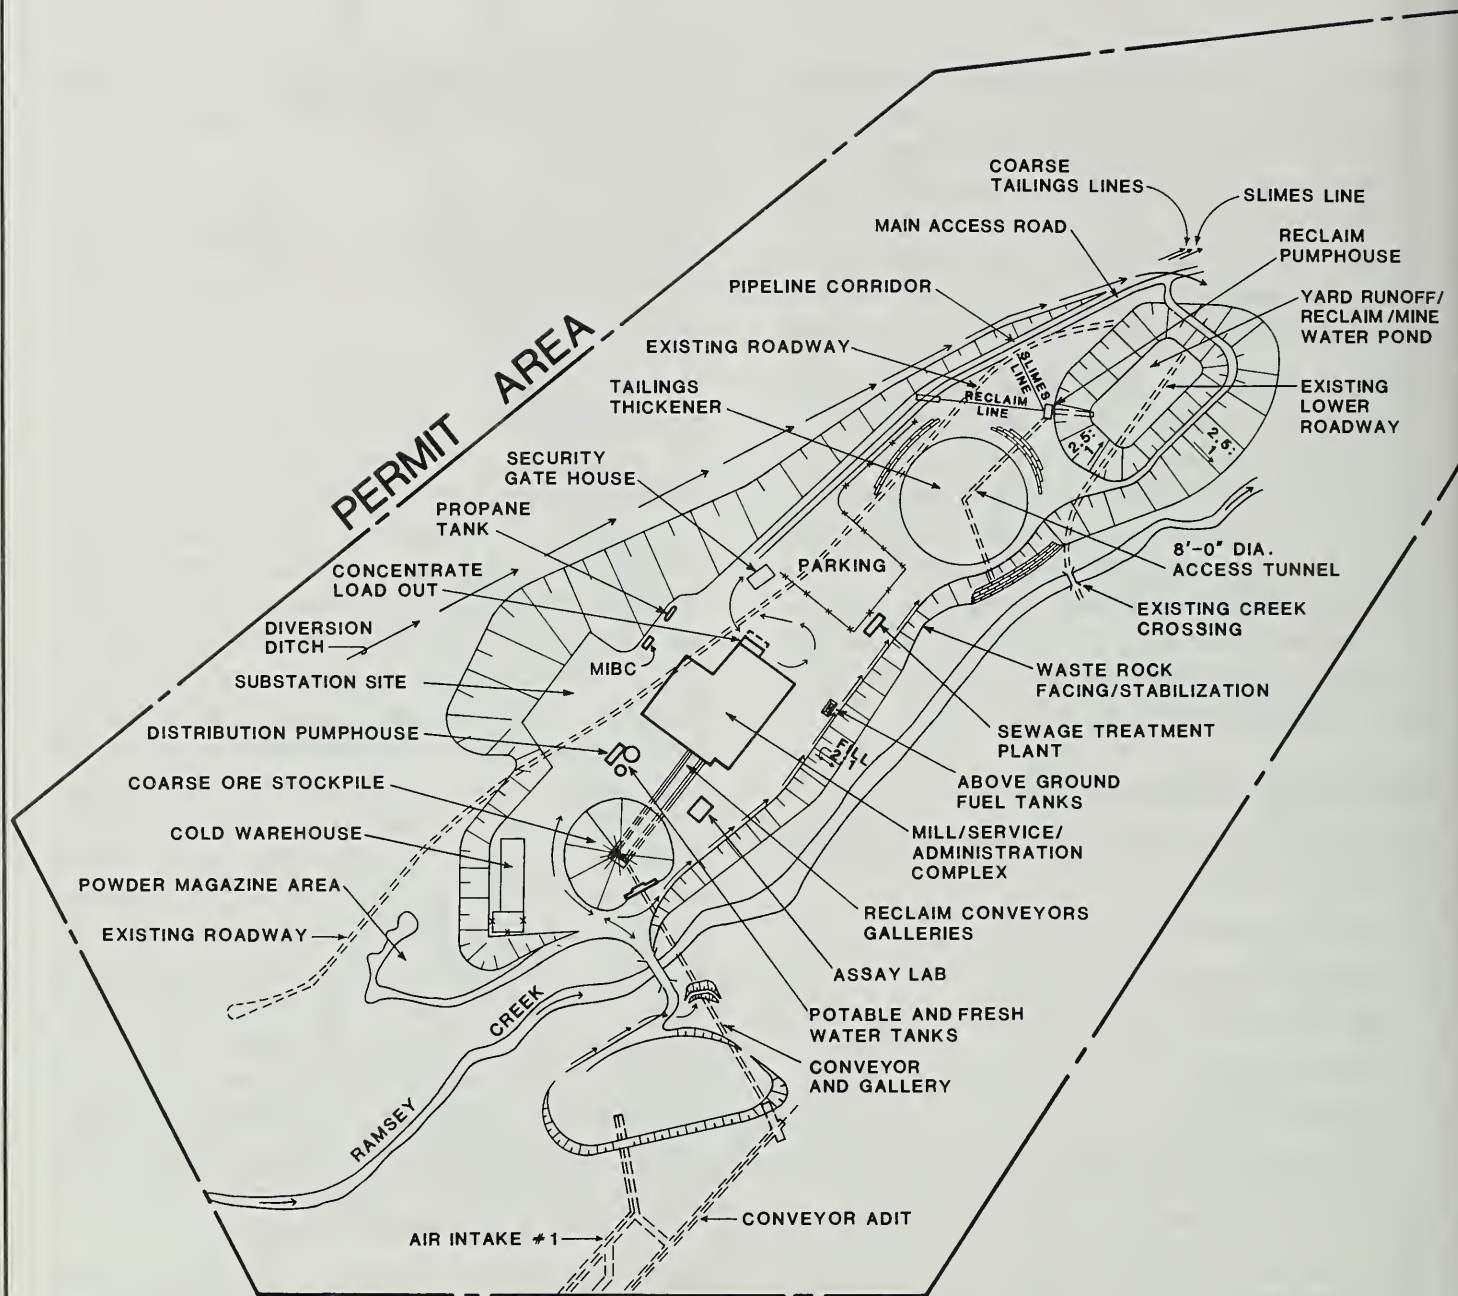 COARSE
TAILINGS LINES
SLIMES LINE
MAIN ACCESS ROAD
RECLAIM
PUMPHOUSE
PIPELINE CORRIDOR
YARD RUNOFF/
RECLAIM/MINE
WATER POND
EXISTING ROADWAY
SLIMES
LINE
TAILINGS
THICKENER
RECLAIM
LINE
EXISTING
LOWER
ROADWAY
PERMIT AREA
2.5:
1
2.5:
1
SECURITY
GATE HOUSE
PROPANE
TANK
8'-0" DIA.
ACCESS TUNNEL
CONCENTRATE
LOAD OUT
PARKING
EXISTING CREEK
CROSSING
DIVERSION
DITCH
MIBC
WASTE ROCK
FACING/STABILIZATION
SUBSTATION SITE
SEWAGE TREATMENT
PLANT
DISTRIBUTION PUMPHOUSE
FILL
2:1
ABOVE GROUND
FUEL TANKS
COARSE ORE STOCKPILE
COLD WAREHOUSE
MILL/SERVICE/
ADMINISTRATION
COMPLEX
POWDER MAGAZINE AREA
RECLAIM CONVEYORS
GALLERIES
EXISTING ROADWAY
ASSAY LAB
RAMSEY CREEK
POTABLE AND FRESH
WATER TANKS
CONVEYOR
AND GALLERY
CONVEYOR ADIT
AIR INTAKE #1